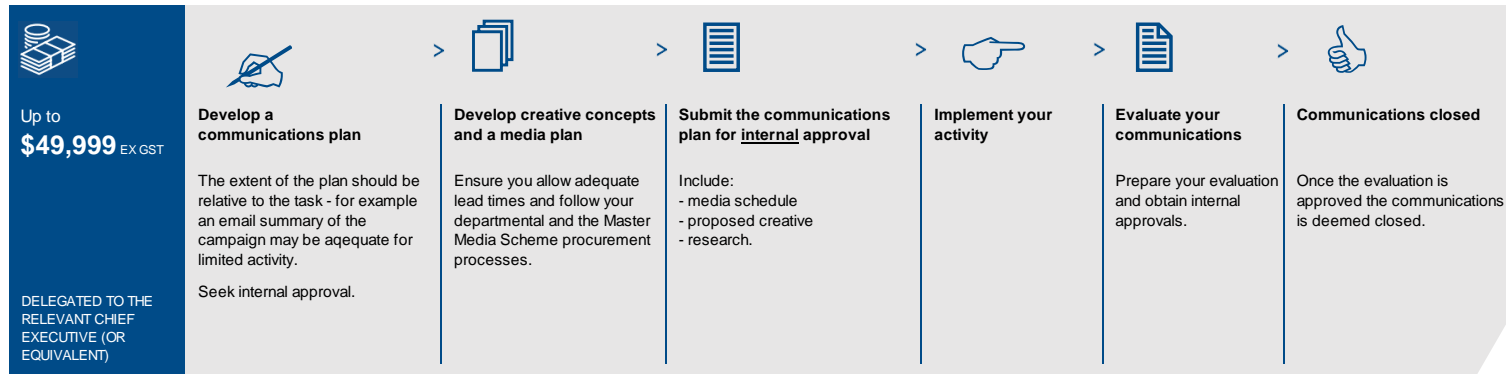 Up to
$49,999 EX GST
DELEGATED TO THE
RELEVANT CHIEF
EXECUTIVE (OR
EQUIVALENT)
>
>
>
>
>
Develop a
communications plan
The extent of the plan should be
relative to the task - for example
an email summary of the
campaign may be aqequate for
limited activity.
Seek internal approval.
Develop creative concepts
and a media plan
Ensure you allow adequate
lead times and follow your
departmental and the Master
Media Scheme procurement
processes.
Submit the communications
plan for internal approval
Include:
- media schedule
- proposed creative
- research.
Implement your
activity
Evaluate your
communications
Prepare your evaluation
and obtain internal
approvals.
Communications closed
Once the evaluation is
approved the communications
is deemed closed.